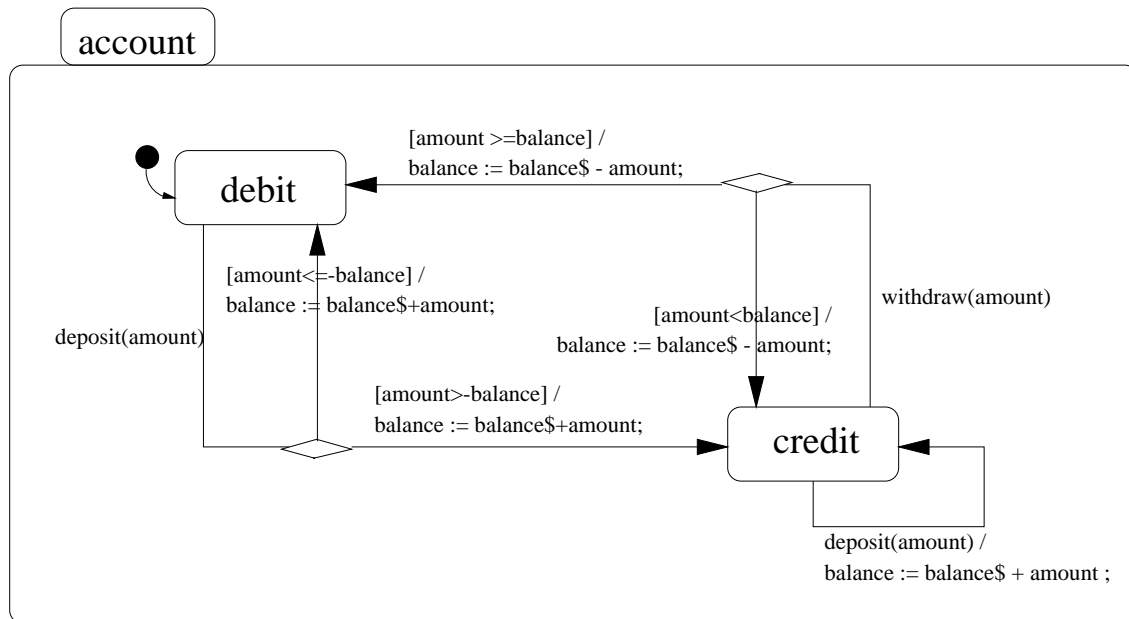 account
[amount >=balance] /
balance := balance$ - amount;
debit
[amount<=-balance] /
balance := balance$+amount;
withdraw(amount)
[amount<balance] /
balance := balance$ - amount;
deposit(amount)
[amount>-balance] /
balance := balance$+amount;
credit
deposit(amount) /
balance := balance$ + amount ;